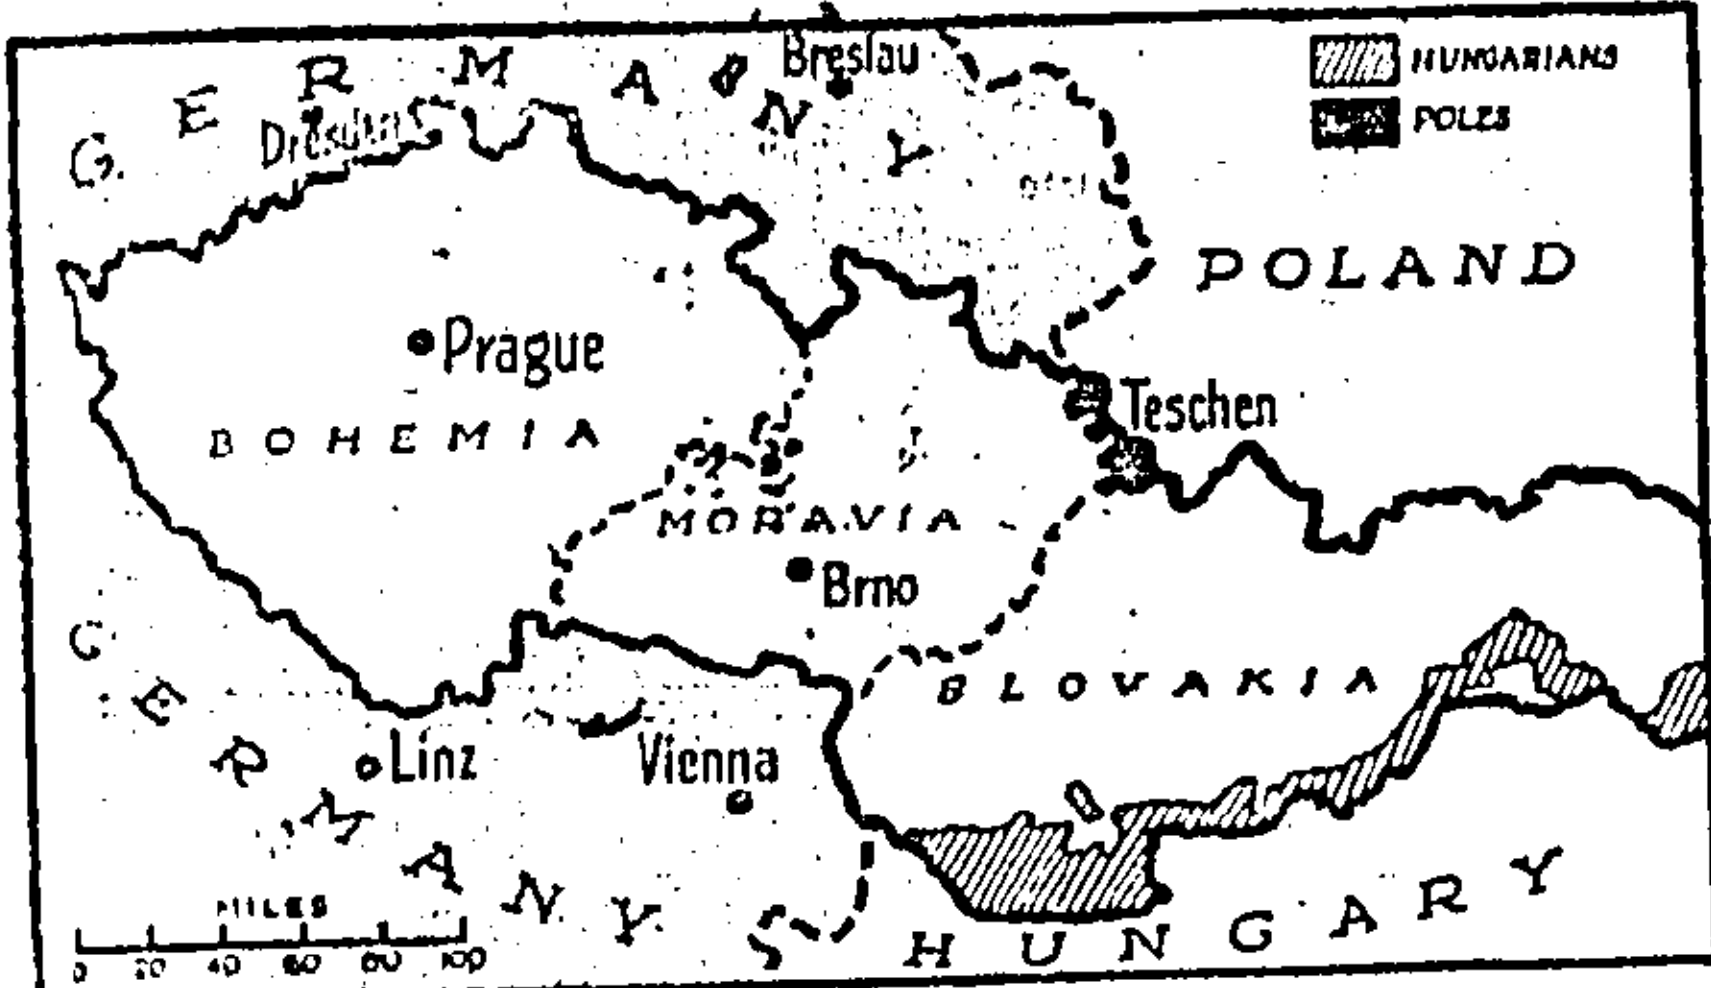 GERMANY
Breslau
HUNGARIANS
POLES
Dresden
POLAND
Prague
Teschen
BOHEMIA
MORAVIA
Brno
SLOVAKIA
GERMANY
Linz
Vienna
MILES
0 20 40 60 80 100
HUNGARY